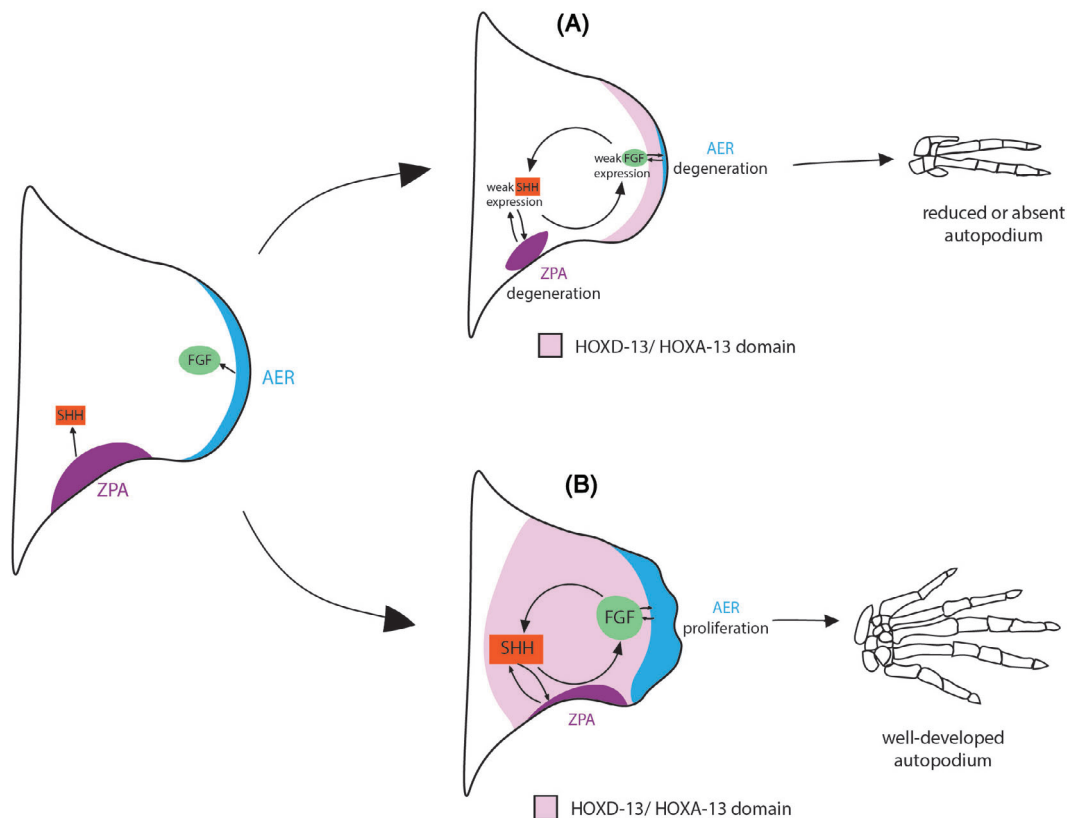 FGF
AER
SHH
ZPA
(A)
weak FGF
expression
AER
degeneration
weak SHH
expression
ZPA
degeneration
reduced or absent
autopodium
HOXD-13/ HOXA-13 domain
(B)
FGF
AER
proliferation
SHH
ZPA
well-developed
autopodium
HOXD-13/ HOXA-13 domain